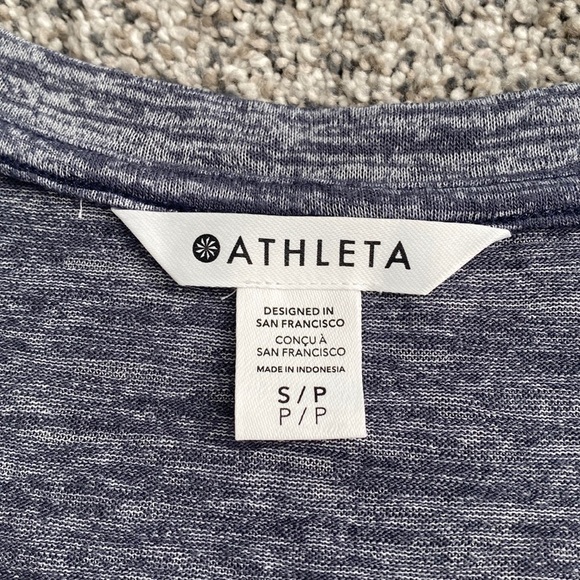 ATHLETA
DESIGNED IN
SAN FRANCISCO
CONÇU À
SAN FRANCISCO
MADE IN INDONESIA
S/P
P/P